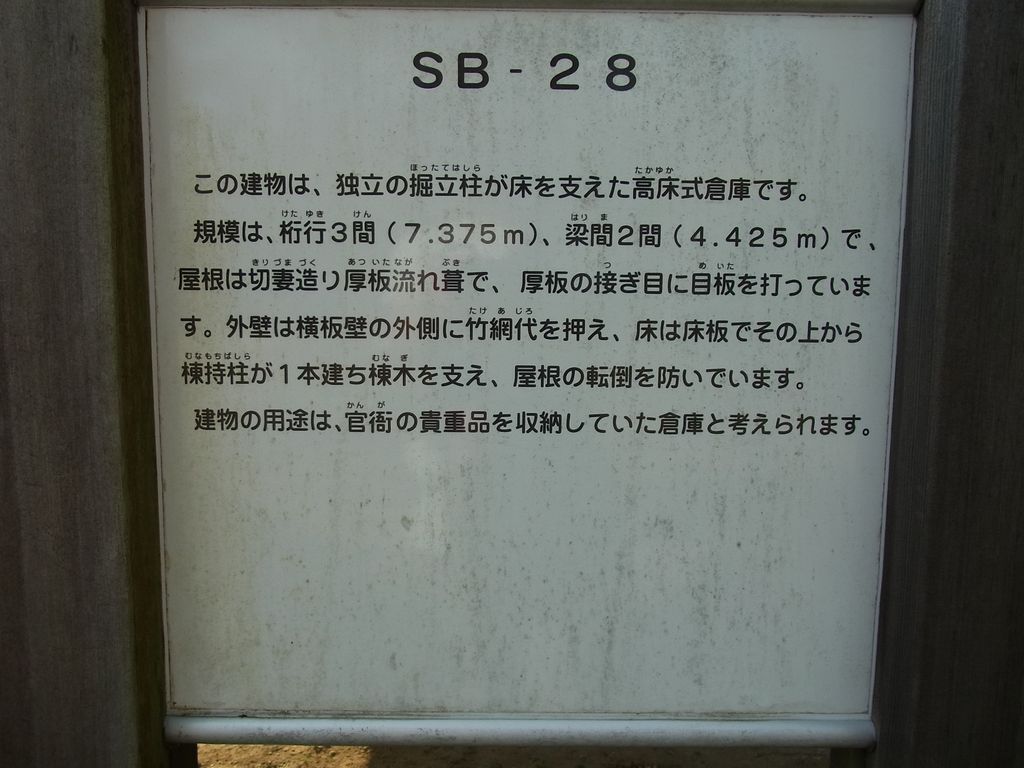 SB-28
この建物は、独立の掘立柱が床を支えた高床式倉庫です。
規模は、桁行3間(7.375m)、梁間2間(4.425m)で、
屋根は切妻造り厚板流れ葺で、厚板の接ぎ目に目板を打っていま
す。外壁は横板壁の外側に竹網代を押え、床は床板でその上から
棟持柱が1本建ち棟木を支え、屋根の転倒を防いでいます。
建物の用途は、官衙の貴重品を収納していた倉庫と考えられます。